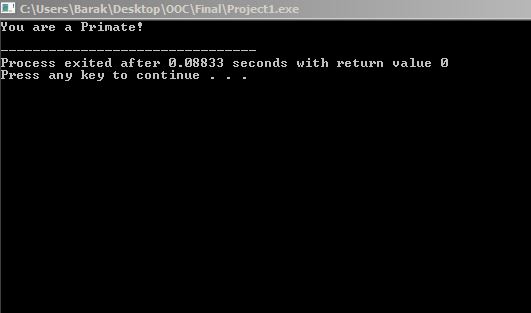 C:\Users\Barak\Desktop\OOC\Final\Project1.exe
You are a Primate!
--------------------------------
Process exited after 0.08833 seconds with return value 0
Press any key to continue . . .